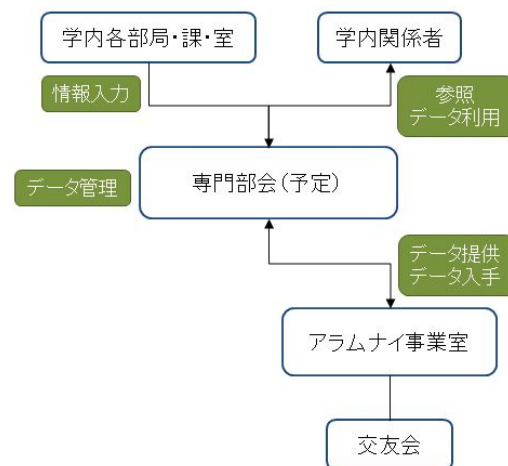 学内各部局・課・室
学内関係者
情報入力
参照
データ利用
データ管理
専門部会(予定)
データ提供
データ入手
アラムナイ事業室
交友会